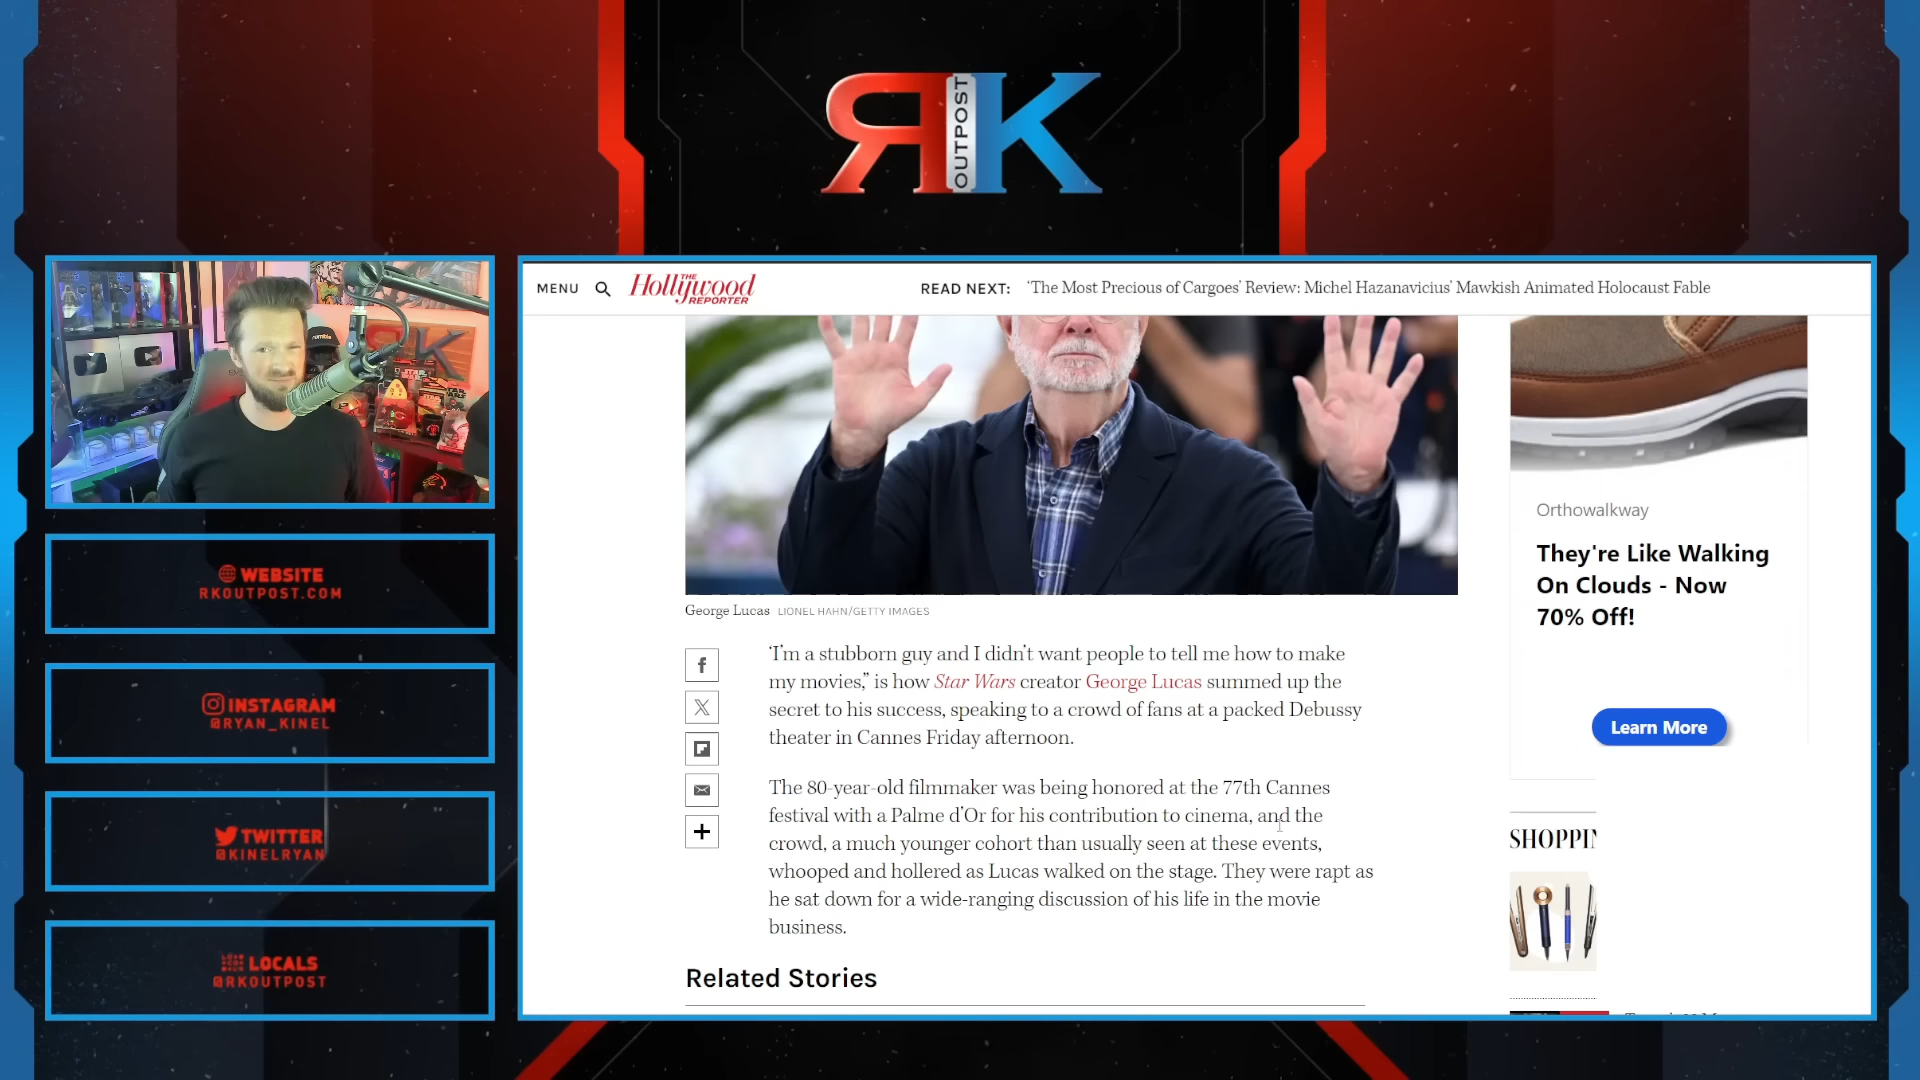 RK
OUTPOST
WEBSITE
RKOUTPOST.COM
INSTAGRAM
@RYAN_KINEL
TWITTER
@KINELRYAN
LOCALS
@RKOUTPOST
MENU
THE
Hollywood
REPORTER
READ NEXT: 'The Most Precious of Cargoes' Review: Michel Hazanavicius' Mawkish Animated Holocaust Fable
George Lucas LIONEL HAHN/GETTY IMAGES
'I'm a stubborn guy and I didn't want people to tell me how to make
my movies,” is how Star Wars creator George Lucas summed up the
secret to his success, speaking to a crowd of fans at a packed Debussy
theater in Cannes Friday afternoon.
The 80-year-old filmmaker was being honored at the 77th Cannes
festival with a Palme d'Or for his contribution to cinema, and the
crowd, a much younger cohort than usually seen at these events,
whooped and hollered as Lucas walked on the stage. They were rapt as
he sat down for a wide-ranging discussion of his life in the movie
business.
Related Stories
Orthowalkway
They're Like Walking
On Clouds - Now
70% Off!
Learn More
SHOPPIN